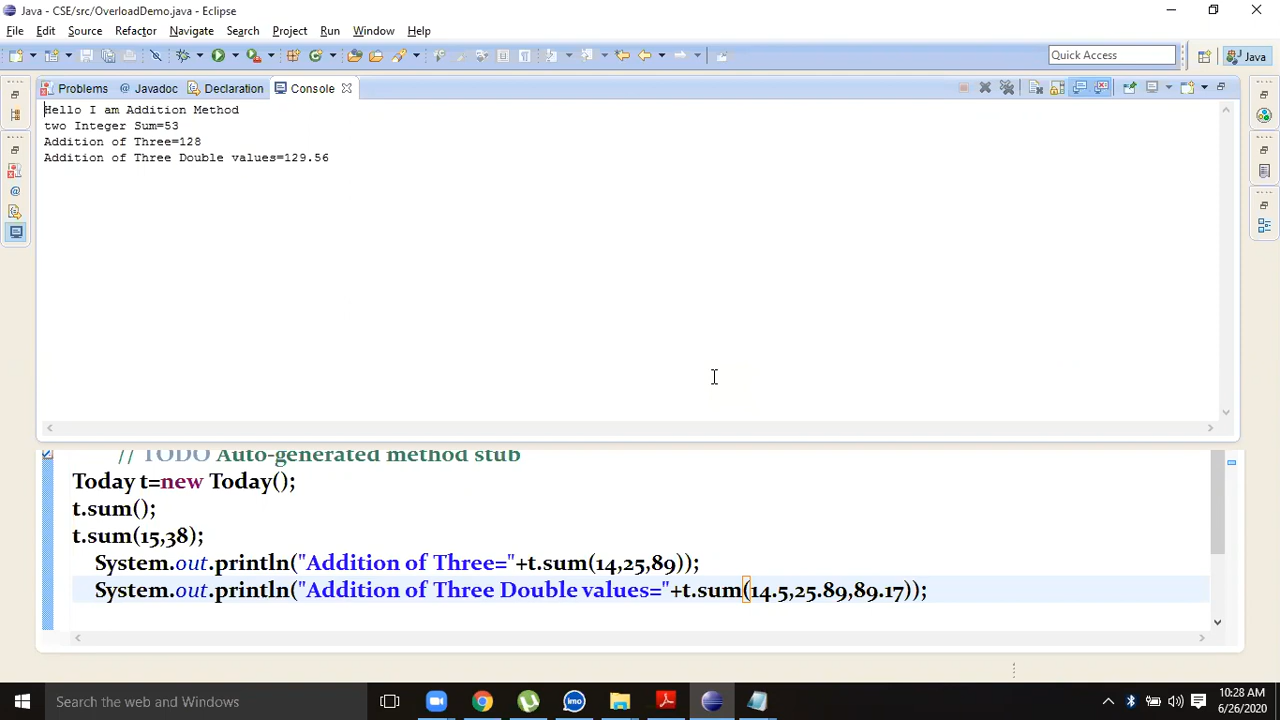 Java - CSE/src/OverloadDemo.java - Eclipse
File Edit Source Refactor Navigate Search Project Run Window Help
Quick Access
Java
Problems @ Javadoc Declaration Console
Hello I am Addition Method
two Integer Sum=53
Addition of Three=128
Addition of Three Double values=129.56
// TODO Auto-generated method stub
Today t=new Today();
t.sum();
t.sum(15,38);
System.out.println("Addition of Three="+t.sum(14,25,89));
System.out.println("Addition of Three Double values="+t.sum(14.5,25.89,89.17));
Search the web and Windows
imo
10:28 AM
6/26/2020